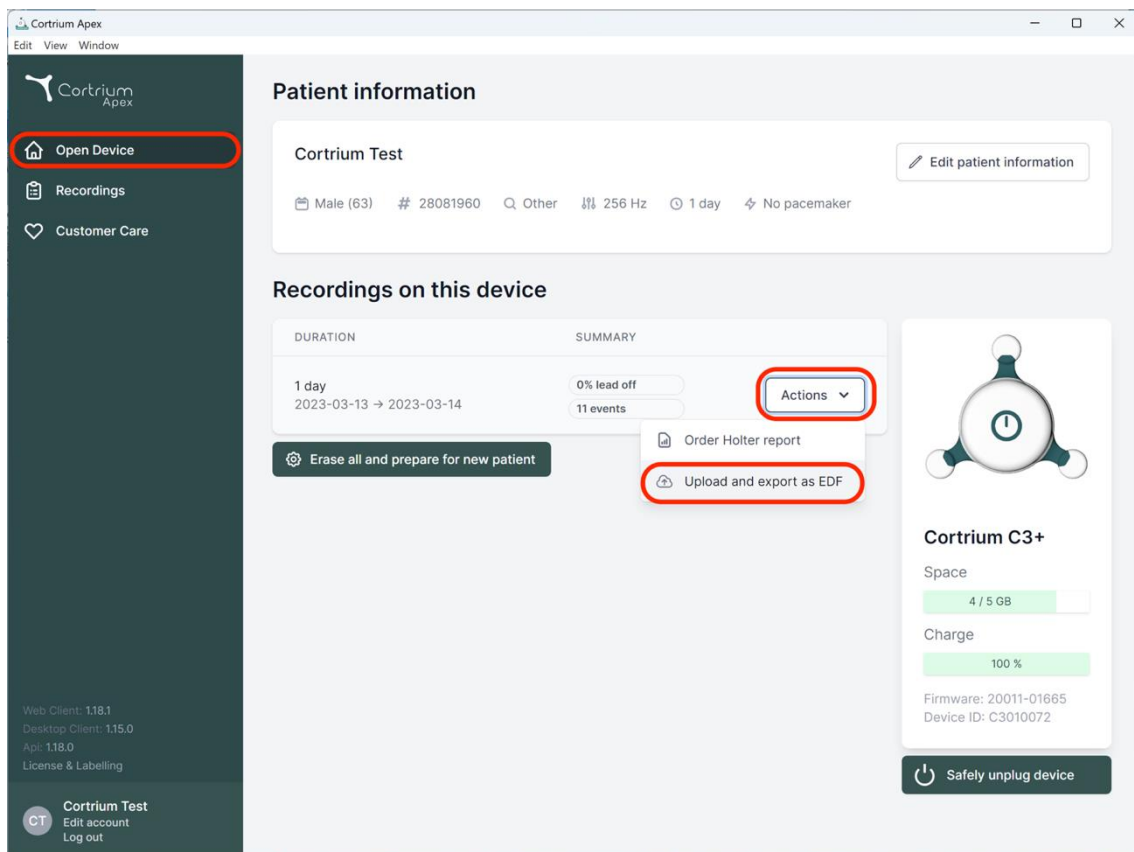 Cortrium Apex
Edit View Window
Cortrium
Apex
Open Device
Recordings
Customer Care
Web Client: 1.18.1
Desktop Client: 1.15.0
Api: 1.18.0
License & Labelling
CT
Cortrium Test
Edit account
Log out
Patient information
Cortrium Test
Edit patient information
Male (63) # 28081960 Other 256 Hz 1 day No pacemaker
Recordings on this device
DURATION SUMMARY
1 day
2023-03-13 → 2023-03-14
0% lead off
11 events
Actions
Order Holter report
Upload and export as EDF
Erase all and prepare for new patient
Cortrium C3+
Space
4 / 5 GB
Charge
100 %
Firmware: 20011-01665
Device ID: C3010072
Safely unplug device